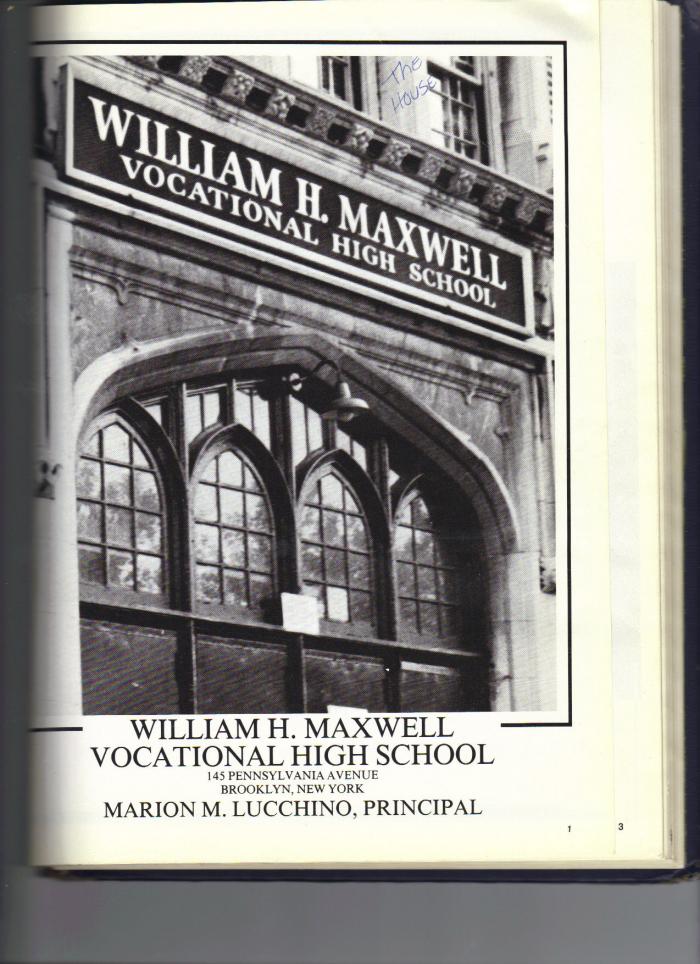 The
HOUSE
WILLIAM H. MAXWELL
VOCATIONAL HIGH SCHOOL
WILLIAM H. MAXWELL
VOCATIONAL HIGH SCHOOL
145 PENNSYLVANIA AVENUE
BROOKLYN, NEW YORK
MARION M. LUCCHINO, PRINCIPAL
1
3